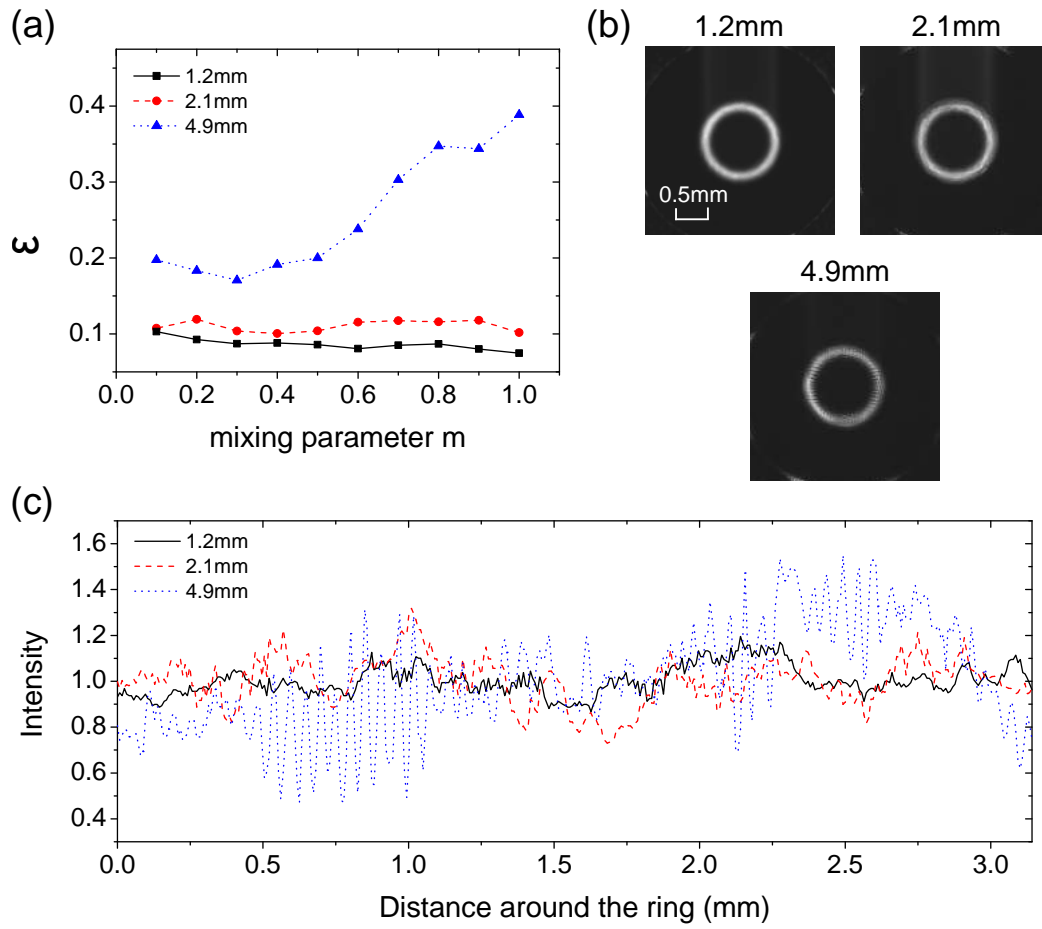 (a)
1.2mm
2.1mm
4.9mm
0.4
0.3
0.2
0.1
ε
0.0 0.2 0.4 0.6 0.8 1.0
mixing parameter m
(b)
1.2mm 2.1mm
0.5mm
4.9mm
(c)
1.2mm
2.1mm
4.9mm
1.6
1.4
1.2
1.0
0.8
0.6
0.4
Intensity
0.0 0.5 1.0 1.5 2.0 2.5 3.0
Distance around the ring (mm)